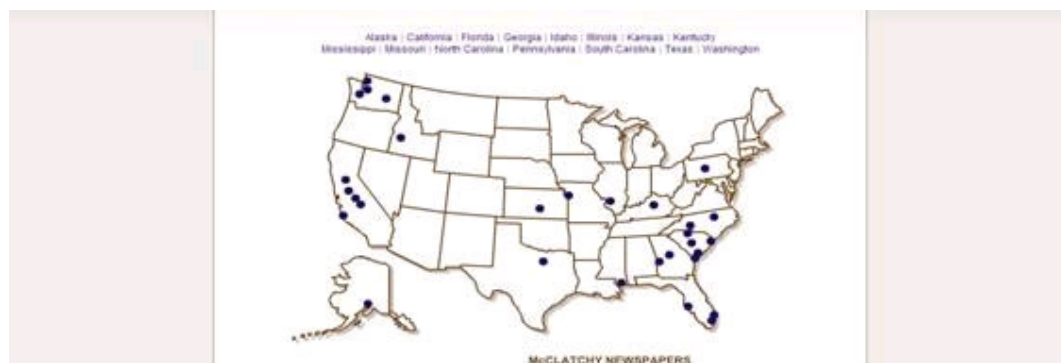 Alaska | California | Florida | Georgia | Idaho | Illinois | Kansas | Kentucky
Mississippi | Missouri | North Carolina | Pennsylvania | South Carolina | Texas | Washington
McCLATCHY NEWSPAPERS